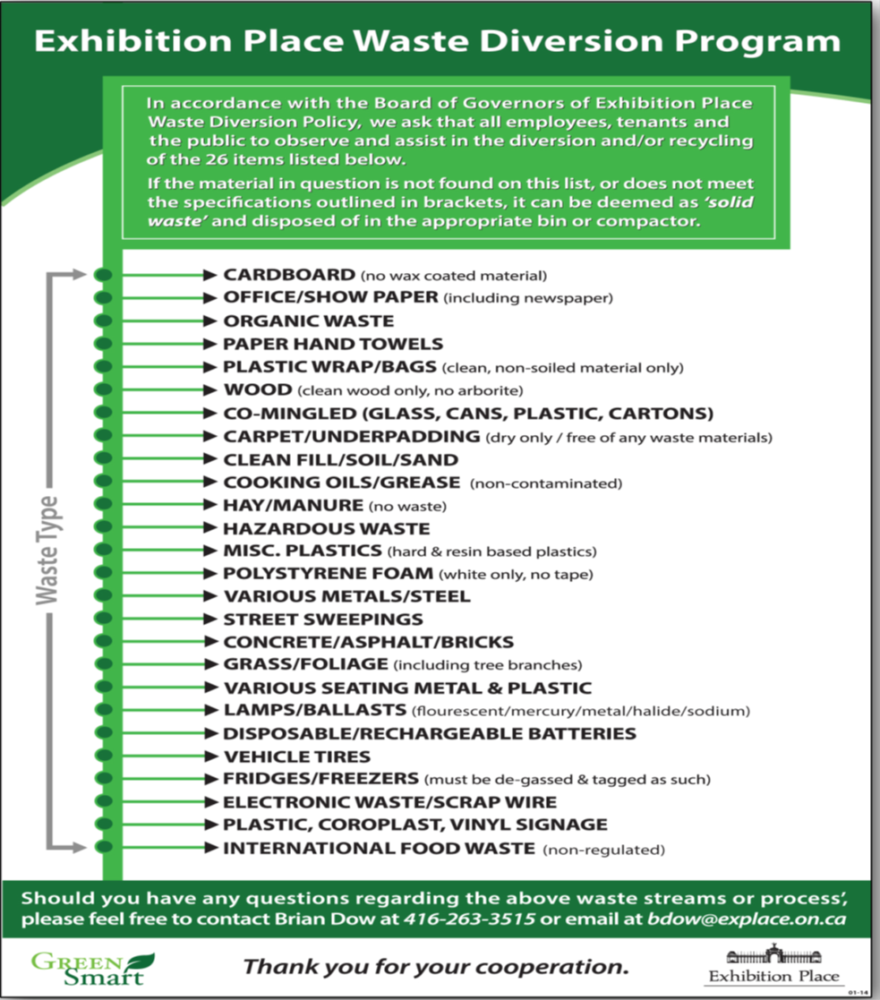 Exhibition Place Waste Diversion Program
In accordance with the Board of Governors of Exhibition Place
Waste Diversion Policy, we ask that all employees, tenants and
the public to observe and assist in the diversion and/or recycling
of the 26 items listed below.
If the material in question is not found on this list, or does not meet
the specifications outlined in brackets, it can be deemed as ‘solid
waste’ and disposed of in the appropriate bin or compactor.
Waste Type
CARDBOARD (no wax coated material)
OFFICE/SHOW PAPER (including newspaper)
ORGANIC WASTE
PAPER HAND TOWELS
PLASTIC WRAP/BAGS (clean, non-soiled material only)
WOOD (clean wood only, no arborite)
CO-MINGLED (GLASS, CANS, PLASTIC, CARTONS)
CARPET/UNDERPADDING (dry only / free of any waste materials)
CLEAN FILL/SOIL/SAND
COOKING OILS/GREASE (non-contaminated)
HAY/MANURE (no waste)
HAZARDOUS WASTE
MISC. PLASTICS (hard & resin based plastics)
POLYSTYRENE FOAM (white only, no tape)
VARIOUS METALS/STEEL
STREET SWEEPINGS
CONCRETE/ASPHALT/BRICKS
GRASS/FOLIAGE (including tree branches)
VARIOUS SEATING METAL & PLASTIC
LAMPS/BALLASTS (flourescent/mercury/metal/halide/sodium)
DISPOSABLE/RECHARGEABLE BATTERIES
VEHICLE TIRES
FRIDGES/FREEZERS (must be de-gassed & tagged as such)
ELECTRONIC WASTE/SCRAP WIRE
PLASTIC, COROPLAST, VINYL SIGNAGE
INTERNATIONAL FOOD WASTE (non-regulated)
Should you have any questions regarding the above waste streams or process’,
please feel free to contact Brian Dow at 416-263-3515 or email at bdow@explace.on.ca
GREEN
Smart
Thank you for your cooperation.
Exhibition Place
01-14